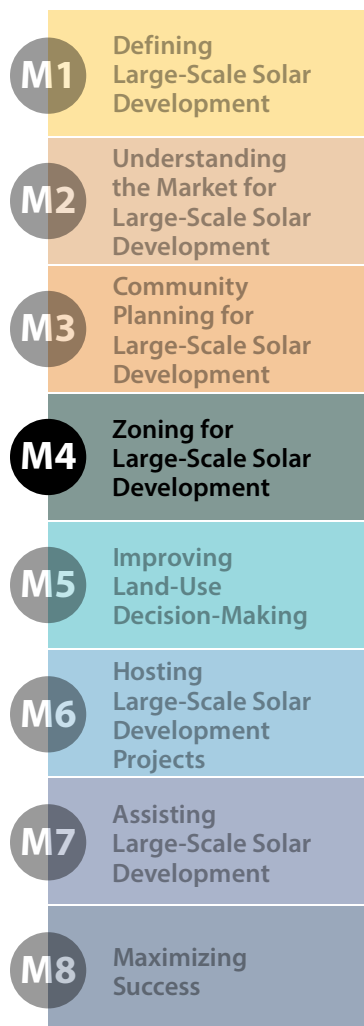 M1
Defining
Large-Scale Solar
Development
M2
Understanding
the Market for
Large-Scale Solar
Development
M3
Community
Planning for
Large-Scale Solar
Development
M4
Zoning for
Large-Scale Solar
Development
M5
Improving
Land-Use
Decision-Making
M6
Hosting
Large-Scale Solar
Development
Projects
M7
Assisting
Large-Scale Solar
Development
M8
Maximizing
Success